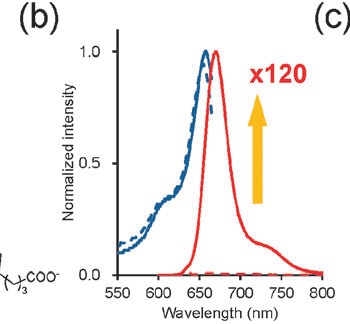 (b)
(c)
1.0
x120
Normalized intensity
0.5
0.0
3
COO⁻
550 600 650 700 750 800
Wavelength (nm)